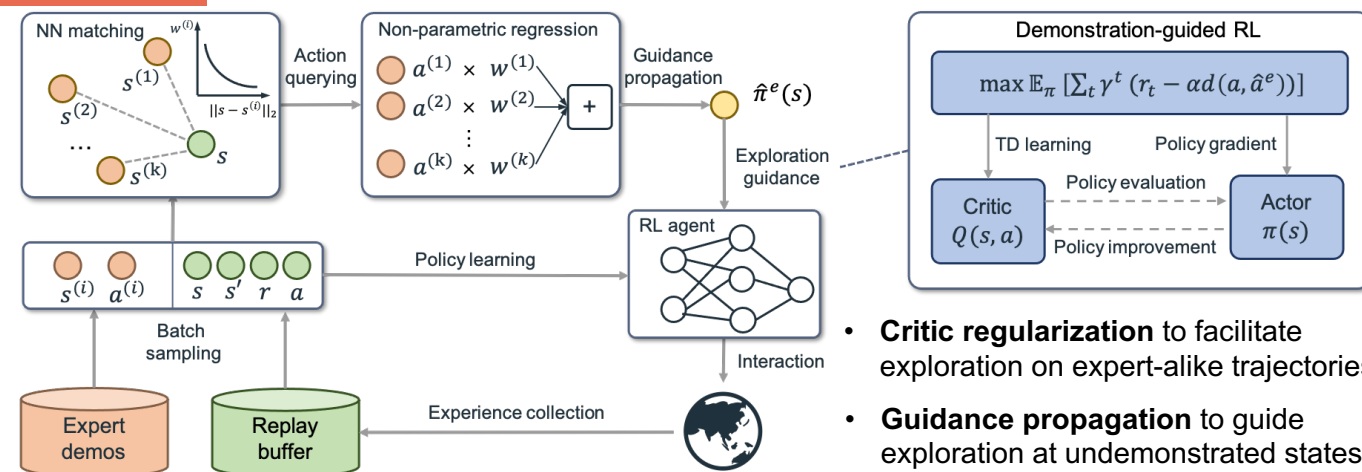 NN matching
w^{(i)}
s^{(1)}
||s − s^{(i)}||_2
s^{(2)}
...
s
s^{(k)}
Action
querying
Non-parametric regression
a^{(1)} × w^{(1)}
a^{(2)} × w^{(2)}
⋮
a^{(k)} × w^{(k)}
+
Guidance
propagation
π̂^e(s)
Exploration
guidance
Demonstration-guided RL
max 𝔼_π [∑_t γ^t (r_t − αd(a, â^e))]
TD learning
Policy gradient
Critic
Q(s, a)
Policy evaluation
Policy improvement
Actor
π(s)
s^{(i)} a^{(i)}
s s′ r a
Policy learning
RL agent
Batch
sampling
Interaction
Expert
demos
Replay
buffer
Experience collection
• Critic regularization to facilitate
exploration on expert-alike trajectories
• Guidance propagation to guide
exploration at undemonstrated states